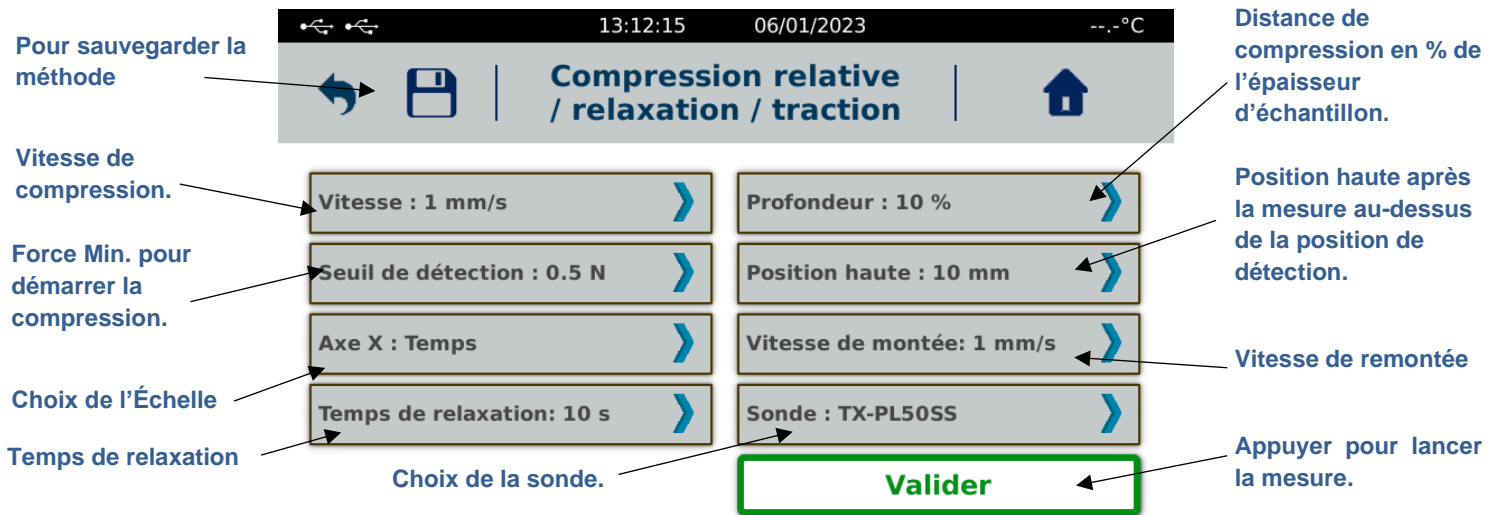 13:12:15 06/01/2023 --.-°C
Pour sauvegarder la
méthode
Compression relative
/ relaxation / traction
Distance de
compression en % de
l’épaisseur
d’échantillon.
Vitesse de
compression.
Vitesse : 1 mm/s
Profondeur : 10 %
Position haute après
la mesure au-dessus
de la position de
détection.
Force Min. pour
démarrer la
compression.
Seuil de détection : 0.5 N
Position haute : 10 mm
Choix de l’Échelle
Axe X : Temps
Vitesse de montée: 1 mm/s
Vitesse de remontée
Temps de relaxation
Temps de relaxation: 10 s
Sonde : TX-PL50SS
Choix de la sonde.
Valider
Appuyer pour lancer
la mesure.